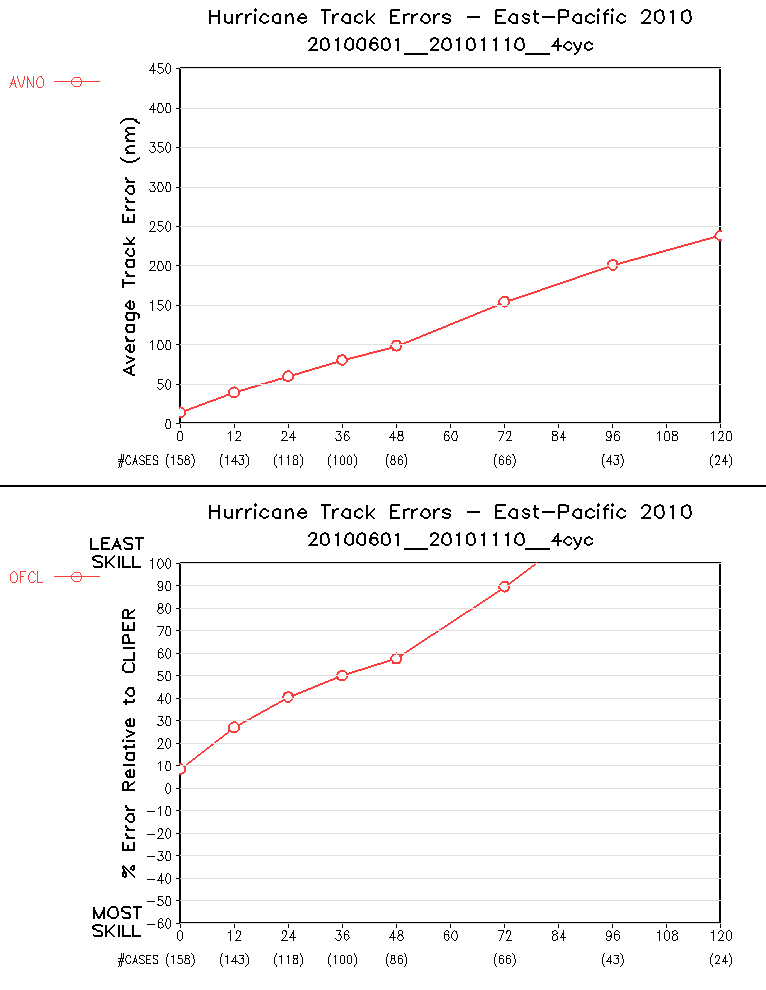 Hurricane Track Errors - East-Pacific 2010
20100601__20101110__4cyc
AVNO
Average Track Error (nm)
450
400
350
300
250
200
150
100
50
0
0 12 24 36 48 60 72 84 96 108 120
#CASES (158) (143) (118) (100) (86) (66) (43) (24)
Hurricane Track Errors - East-Pacific 2010
20100601__20101110__4cyc
LEAST
SKILL
OFCL
% Error Relative to CLIPER
100
90
80
70
60
50
40
30
20
10
0
-10
-20
-30
-40
-50
-60
MOST
SKILL
0 12 24 36 48 60 72 84 96 108 120
#CASES (158) (143) (118) (100) (86) (66) (43) (24)